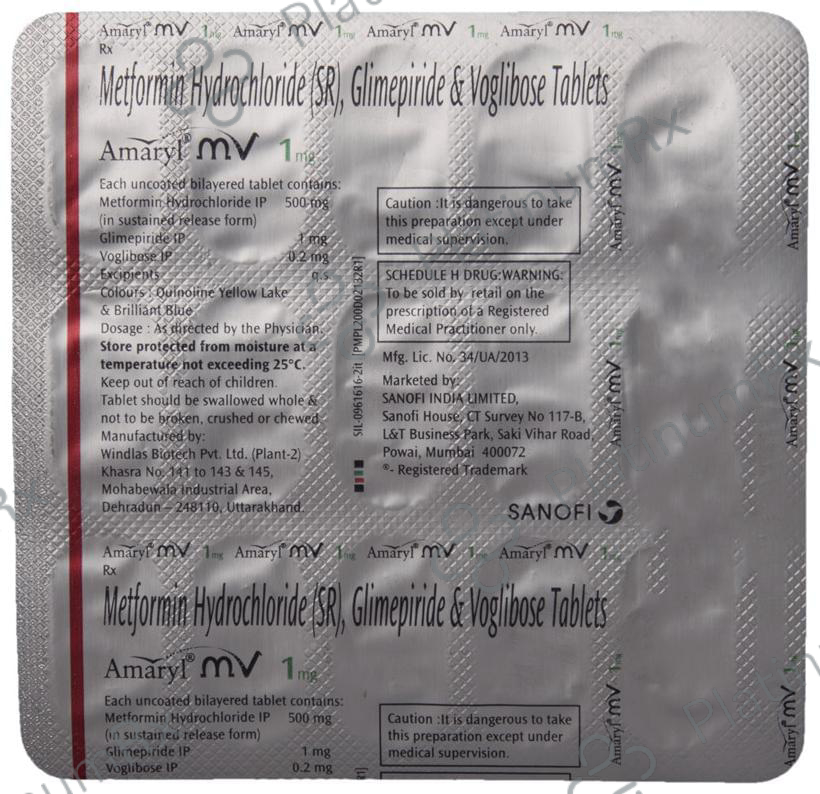 Amaryl® mv 1mg Amaryl® mv 1mg Amaryl® mv 1mg Amaryl® mv 1mg
Rx
Metformin Hydrochloride (SR), Glimepiride & Voglibose Tablets
Amaryl® mv 1mg
Each uncoated bilayered tablet contains:
Metformin Hydrochloride IP 500 mg
(in sustained release form)
Glimepiride IP 1 mg
Voglibose IP 0.2 mg
Excipients q.s.
Colours : Quinoline Yellow Lake
& Brilliant Blue
Dosage : As directed by the Physician.
Store protected from moisture at a
temperature not exceeding 25°C.
Keep out of reach of children.
Tablet should be swallowed whole &
not to be broken, crushed or chewed.
Manufactured by:
Windlas Biotech Pvt. Ltd. (Plant-2)
Khasra No. 141 to 143 & 145,
Mohabewala Industrial Area,
Dehradun – 248110, Uttarakhand.
SIL-0961616-2it [PMPL200D02132R1]
Caution :It is dangerous to take
this preparation except under
medical supervision.
SCHEDULE H DRUG:WARNING:
To be sold by retail on the
prescription of a Registered
Medical Practitioner only.
Mfg. Lic. No. 34/UA/2013
Marketed by:
SANOFI INDIA LIMITED,
Sanofi House, CT Survey No 117-B,
L&T Business Park, Saki Vihar Road,
Powai, Mumbai 400072
®- Registered Trademark
SANOFI
Amaryl® mv 1mg
Amaryl® mv 1mg
Amaryl® mv 1mg
Amaryl® mv 1mg
Amaryl® mv 1mg
Amaryl® mv 1mg
Amaryl® mv 1mg Amaryl® mv 1mg Amaryl® mv 1mg Amaryl® mv 1mg
Rx
Metformin Hydrochloride (SR), Glimepiride & Voglibose Tablets
Amaryl® mv 1mg
Each uncoated bilayered tablet contains:
Metformin Hydrochloride IP 500 mg
(in sustained release form)
Glimepiride IP 1 mg
Voglibose IP 0.2 mg
Caution :It is dangerous to take
this preparation except under
medical supervision.